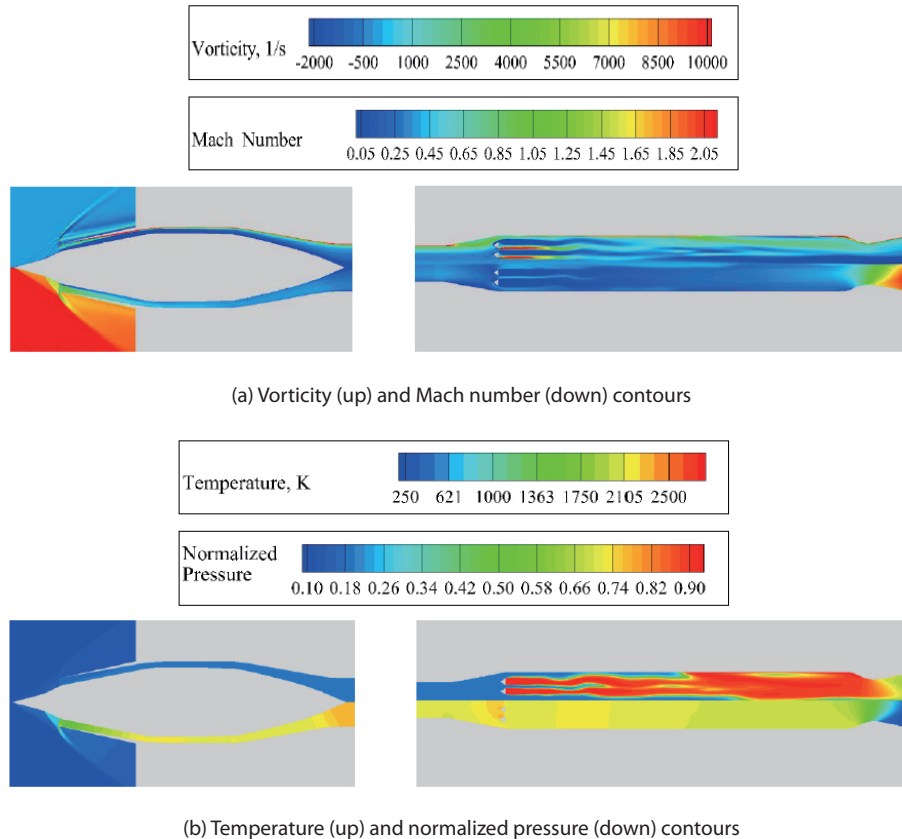 Vorticity, 1/s
-2000 -500 1000 2500 4000 5500 7000 8500 10000
Mach Number
0.05 0.25 0.45 0.65 0.85 1.05 1.25 1.45 1.65 1.85 2.05
(a) Vorticity (up) and Mach number (down) contours
Temperature, K
250 621 1000 1363 1750 2105 2500
Normalized
Pressure
0.10 0.18 0.26 0.34 0.42 0.50 0.58 0.66 0.74 0.82 0.90
(b) Temperature (up) and normalized pressure (down) contours